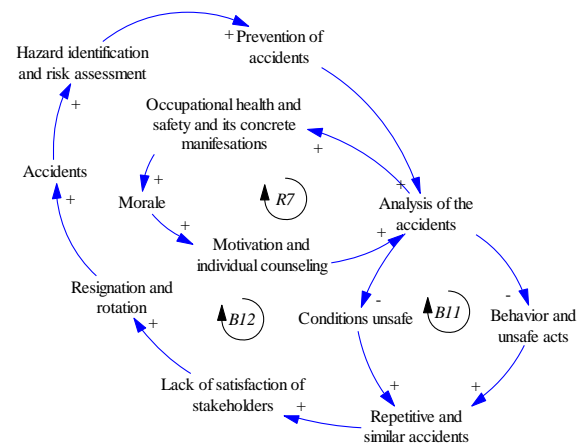 +
Prevention of
accidents
Hazard identification
and risk assessment
+
Occupational health and
safety and its concrete
manifesations
+
+
Accidents
+
+
Morale
+
R7
+
Analysis of the
accidents
+
Motivation and
individual counseling
Resignation and
rotation
+
B12
-
Conditions unsafe
B11
-
Behavior and
unsafe acts
Lack of satisfaction of
stakeholders
+
+
+
Repetitive and
similar accidents